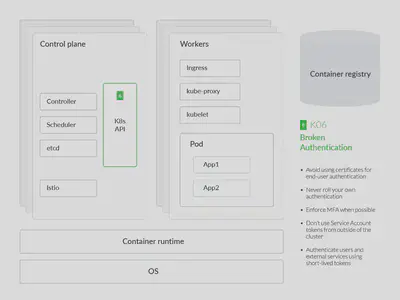 Control plane
Controller
Scheduler
etcd
Istio
K8s
API
Workers
Ingress
kube-proxy
kubelet
Pod
App1
App2
Container runtime
OS
Container registry
K06
Broken
Authentication
Avoid using certificates for
end-user authentication
Never roll your own
authentication
Enforce MFA when possible
Don't use Service Account
tokens from outside of the
cluster
Authenticate users and
external services using
short-lived tokens